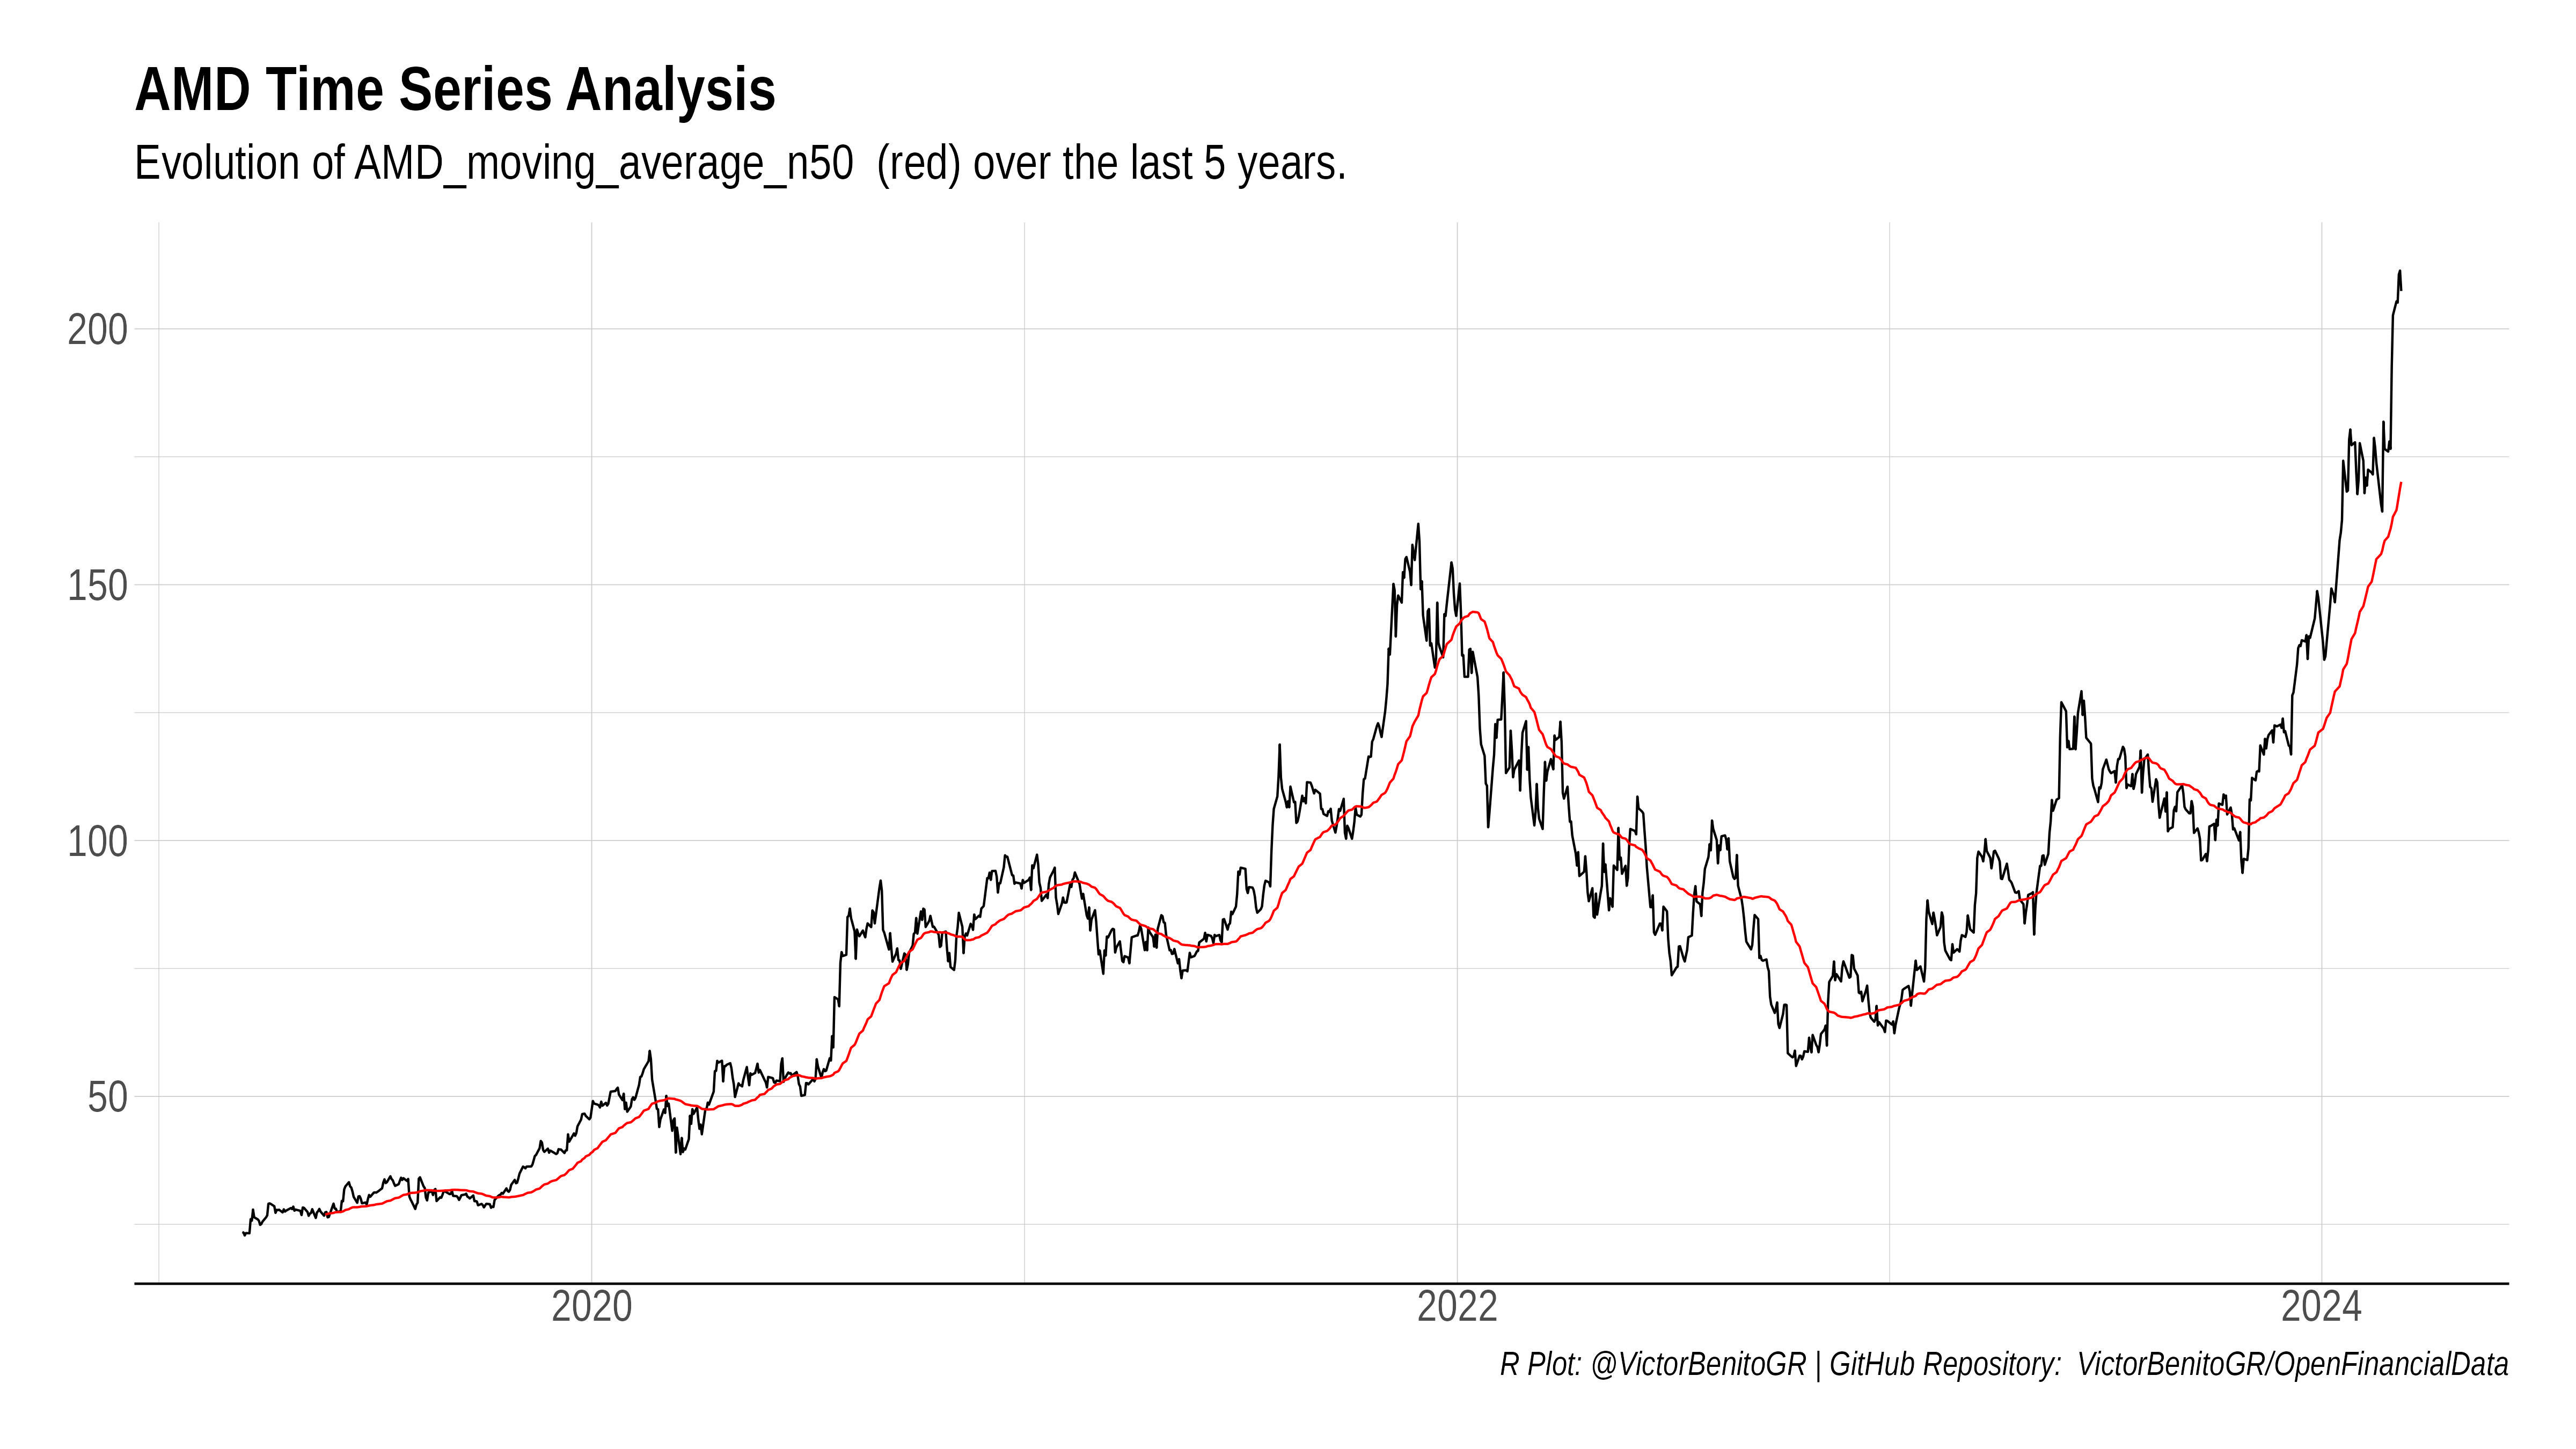 AMD Time Series Analysis
Evolution of AMD_moving_average_n50  (red) over the last 5 years.
200
150
100
50
2020
2022
2024
R Plot: @VictorBenitoGR | GitHub Repository:  VictorBenitoGR/OpenFinancialData